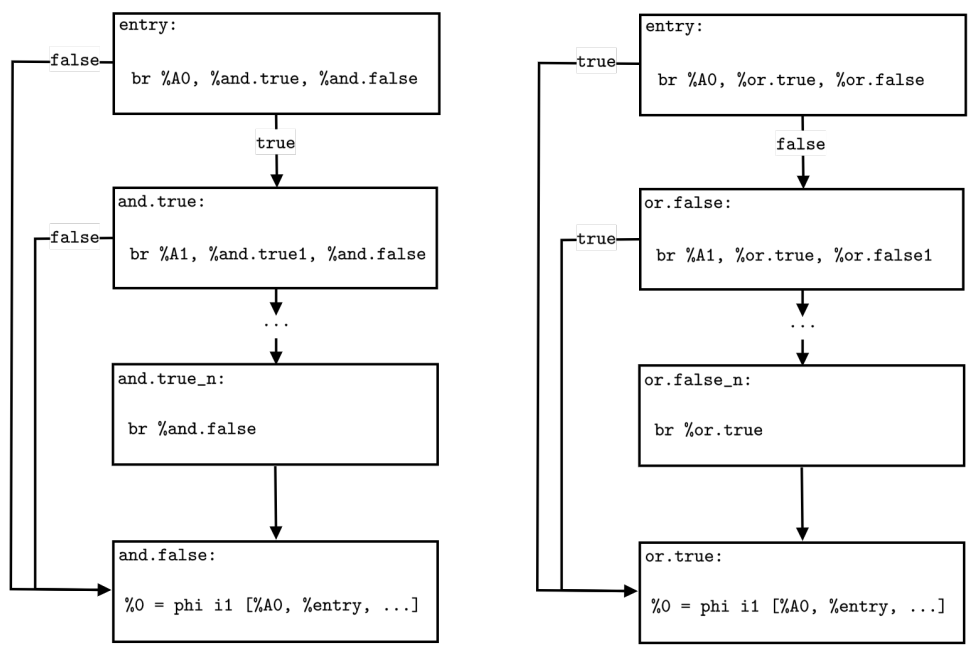 entry:
false
br %A0, %and.true, %and.false
true
and.true:
false
br %A1, %and.true1, %and.false
...
and.true_n:
br %and.false
and.false:
%0 = phi i1 [%A0, %entry, ...]
entry:
true
br %A0, %or.true, %or.false
false
or.false:
true
br %A1, %or.true, %or.false1
...
or.false_n:
br %or.true
or.true:
%0 = phi i1 [%A0, %entry, ...]